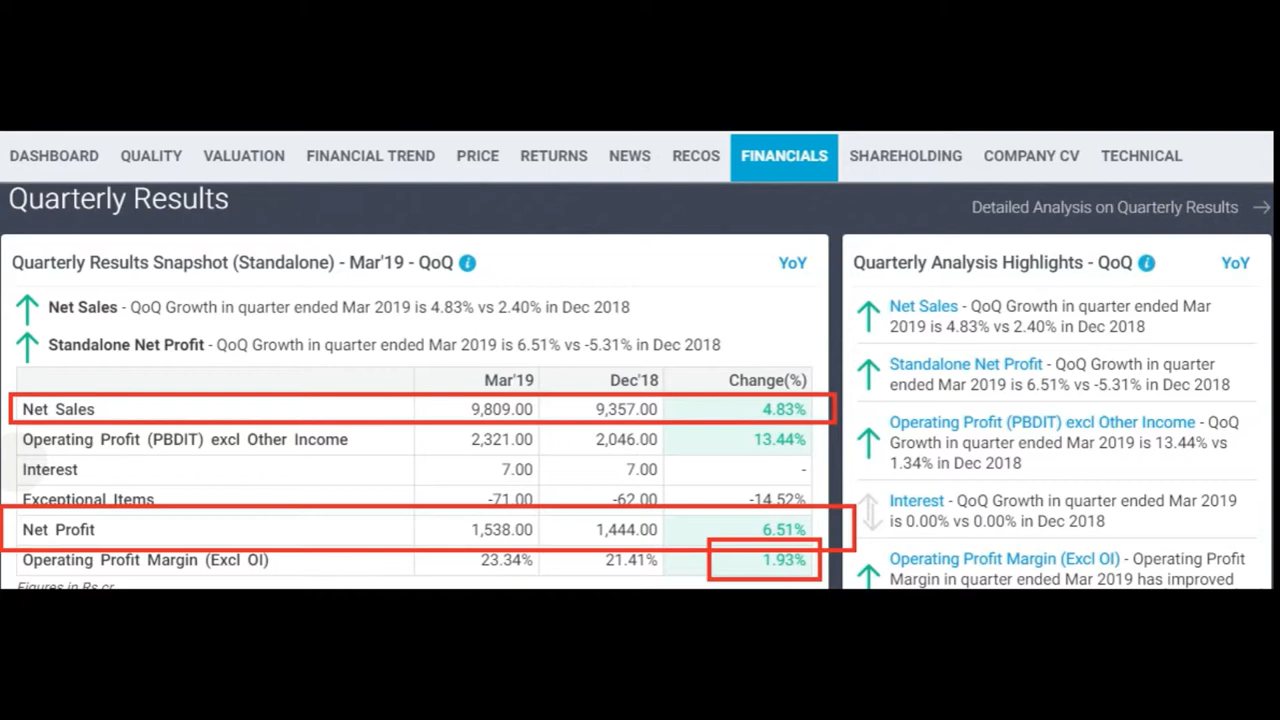 DASHBOARD QUALITY VALUATION FINANCIAL TREND PRICE RETURNS NEWS RECOS FINANCIALS SHAREHOLDING COMPANY CV TECHNICAL
Quarterly Results
Detailed Analysis on Quarterly Results →
Quarterly Results Snapshot (Standalone) - Mar'19 - QoQ i YoY
Net Sales - QoQ Growth in quarter ended Mar 2019 is 4.83% vs 2.40% in Dec 2018
Standalone Net Profit - QoQ Growth in quarter ended Mar 2019 is 6.51% vs -5.31% in Dec 2018
Mar'19 Dec'18 Change(%)
Net Sales 9,809.00 9,357.00 4.83%
Operating Profit (PBDIT) excl Other Income 2,321.00 2,046.00 13.44%
Interest 7.00 7.00 -
Exceptional Items -71.00 -62.00 -14.52%
Net Profit 1,538.00 1,444.00 6.51%
Operating Profit Margin (Excl OI) 23.34% 21.41% 1.93%
Figures in Rs cr
Quarterly Analysis Highlights - QoQ i YoY
Net Sales - QoQ Growth in quarter ended Mar
2019 is 4.83% vs 2.40% in Dec 2018
Standalone Net Profit - QoQ Growth in quarter
ended Mar 2019 is 6.51% vs -5.31% in Dec 2018
Operating Profit (PBDIT) excl Other Income - QoQ
Growth in quarter ended Mar 2019 is 13.44% vs
1.34% in Dec 2018
Interest - QoQ Growth in quarter ended Mar 2019
is 0.00% vs 0.00% in Dec 2018
Operating Profit Margin (Excl OI) - Operating Profit
Margin in quarter ended Mar 2019 has improved